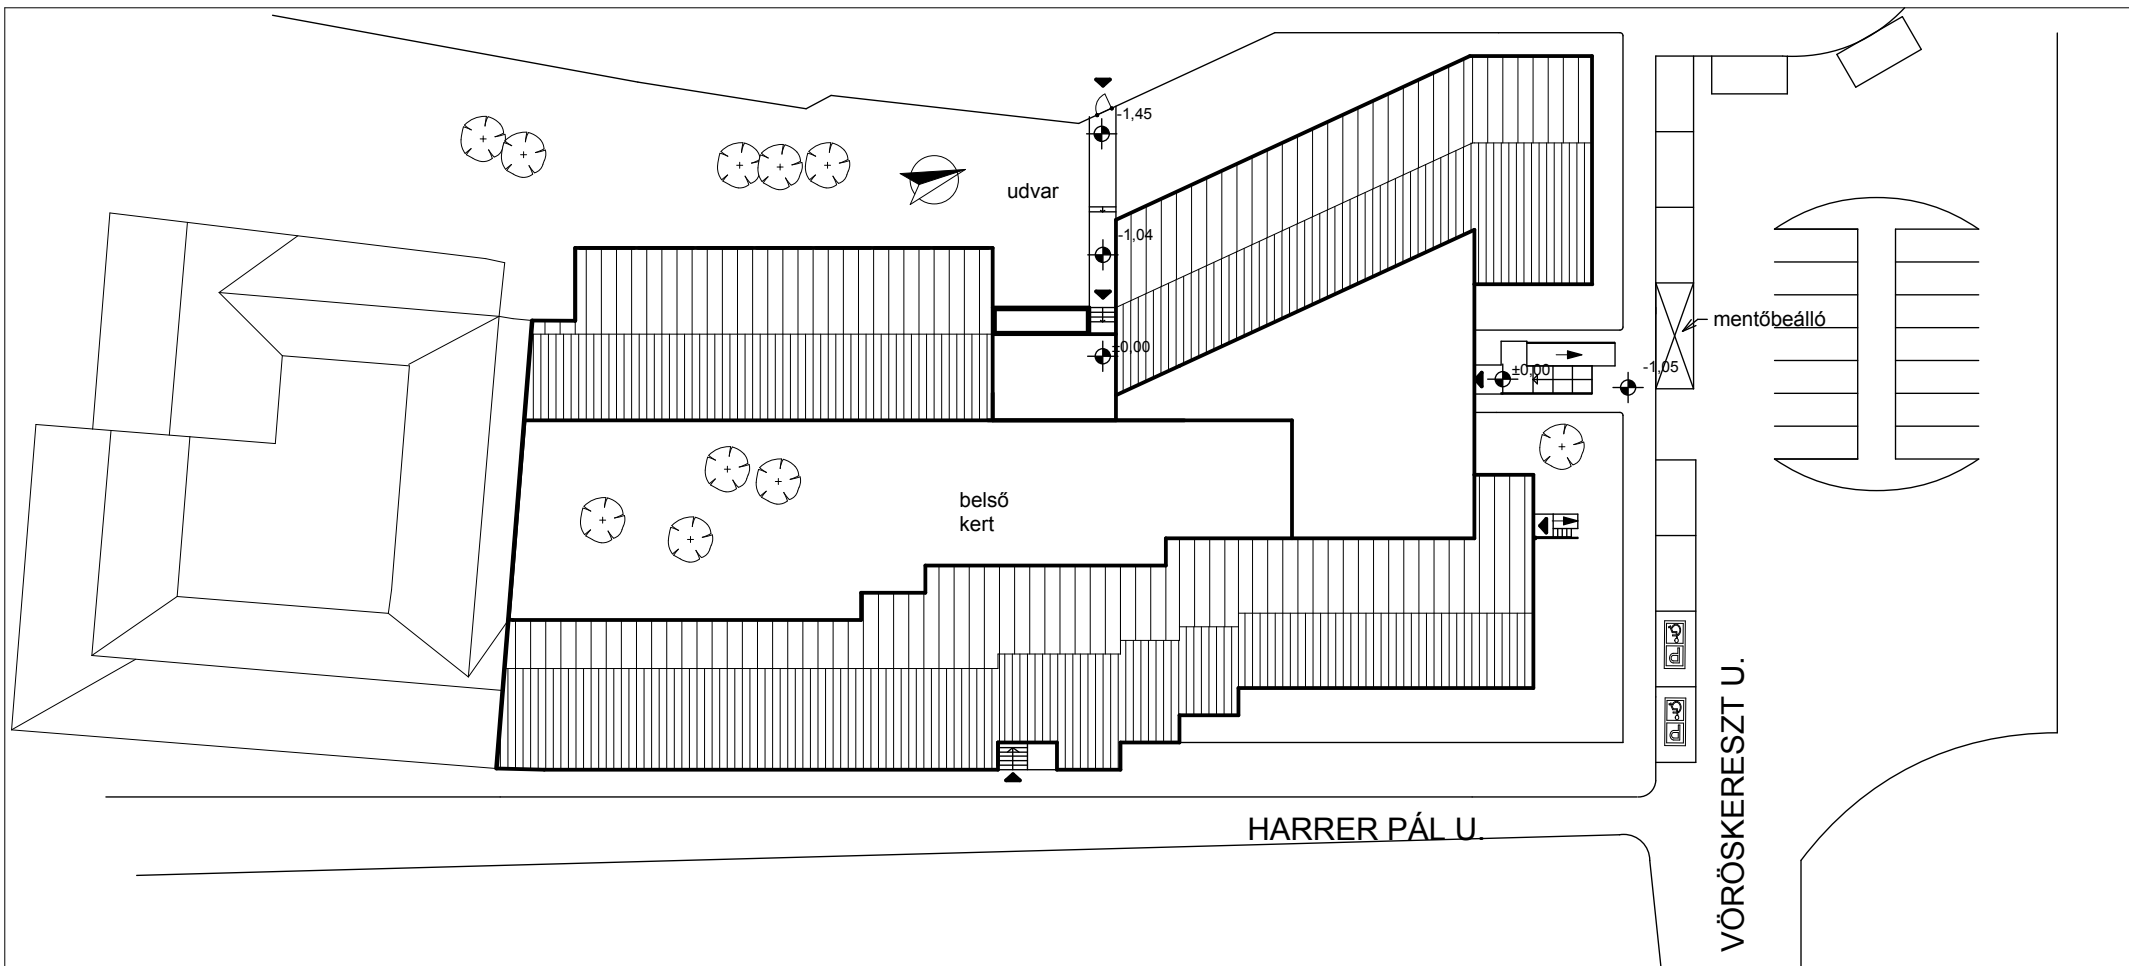 -1,45
udvar
-1,04
mentőbeálló
±0,00
±0,00
-1,05
belső
kert
P
P
HARRER PÁL U.
VÖRÖSKERESZT U.